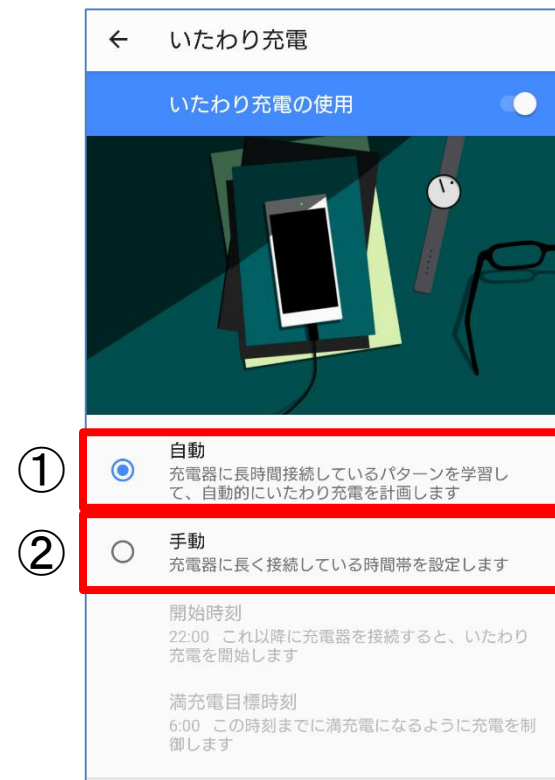 ← いたわり充電
いたわり充電の使用
① 自動
充電器に長時間接続しているパターンを学習し
て、自動的にいたわり充電を計画します
② 手動
充電器に長く接続している時間帯を設定します
開始時刻
22:00 これ以降に充電器を接続すると、いたわり
充電を開始します
満充電目標時刻
6:00 この時刻までに満充電になるように充電を制
御します